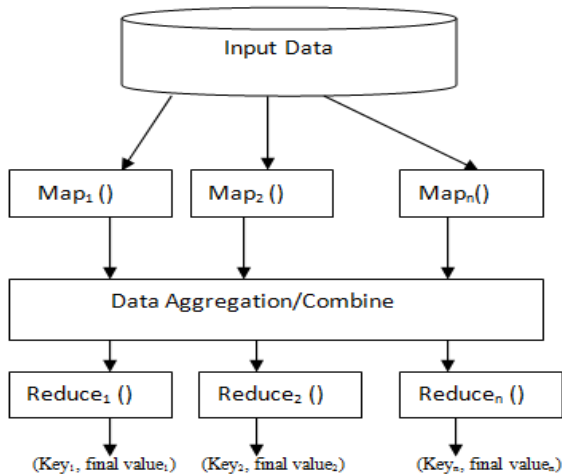 Input Data
Map₁ () Map₂ () Mapₙ()
Data Aggregation/Combine
Reduce₁ () Reduce₂ () Reduceₙ ()
(Key₁, final value₁) (Key₂, final value₂) (Keyₙ, final valueₙ)